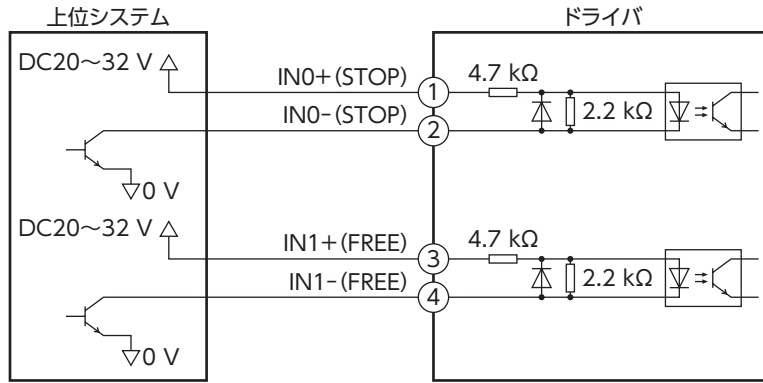 上位システム
ドライバ
DC20～32 V
IN0+(STOP)
① 4.7 kΩ
IN0-(STOP)
② 2.2 kΩ
0 V
DC20～32 V
IN1+(FREE)
③ 4.7 kΩ
IN1-(FREE)
④ 2.2 kΩ
0 V